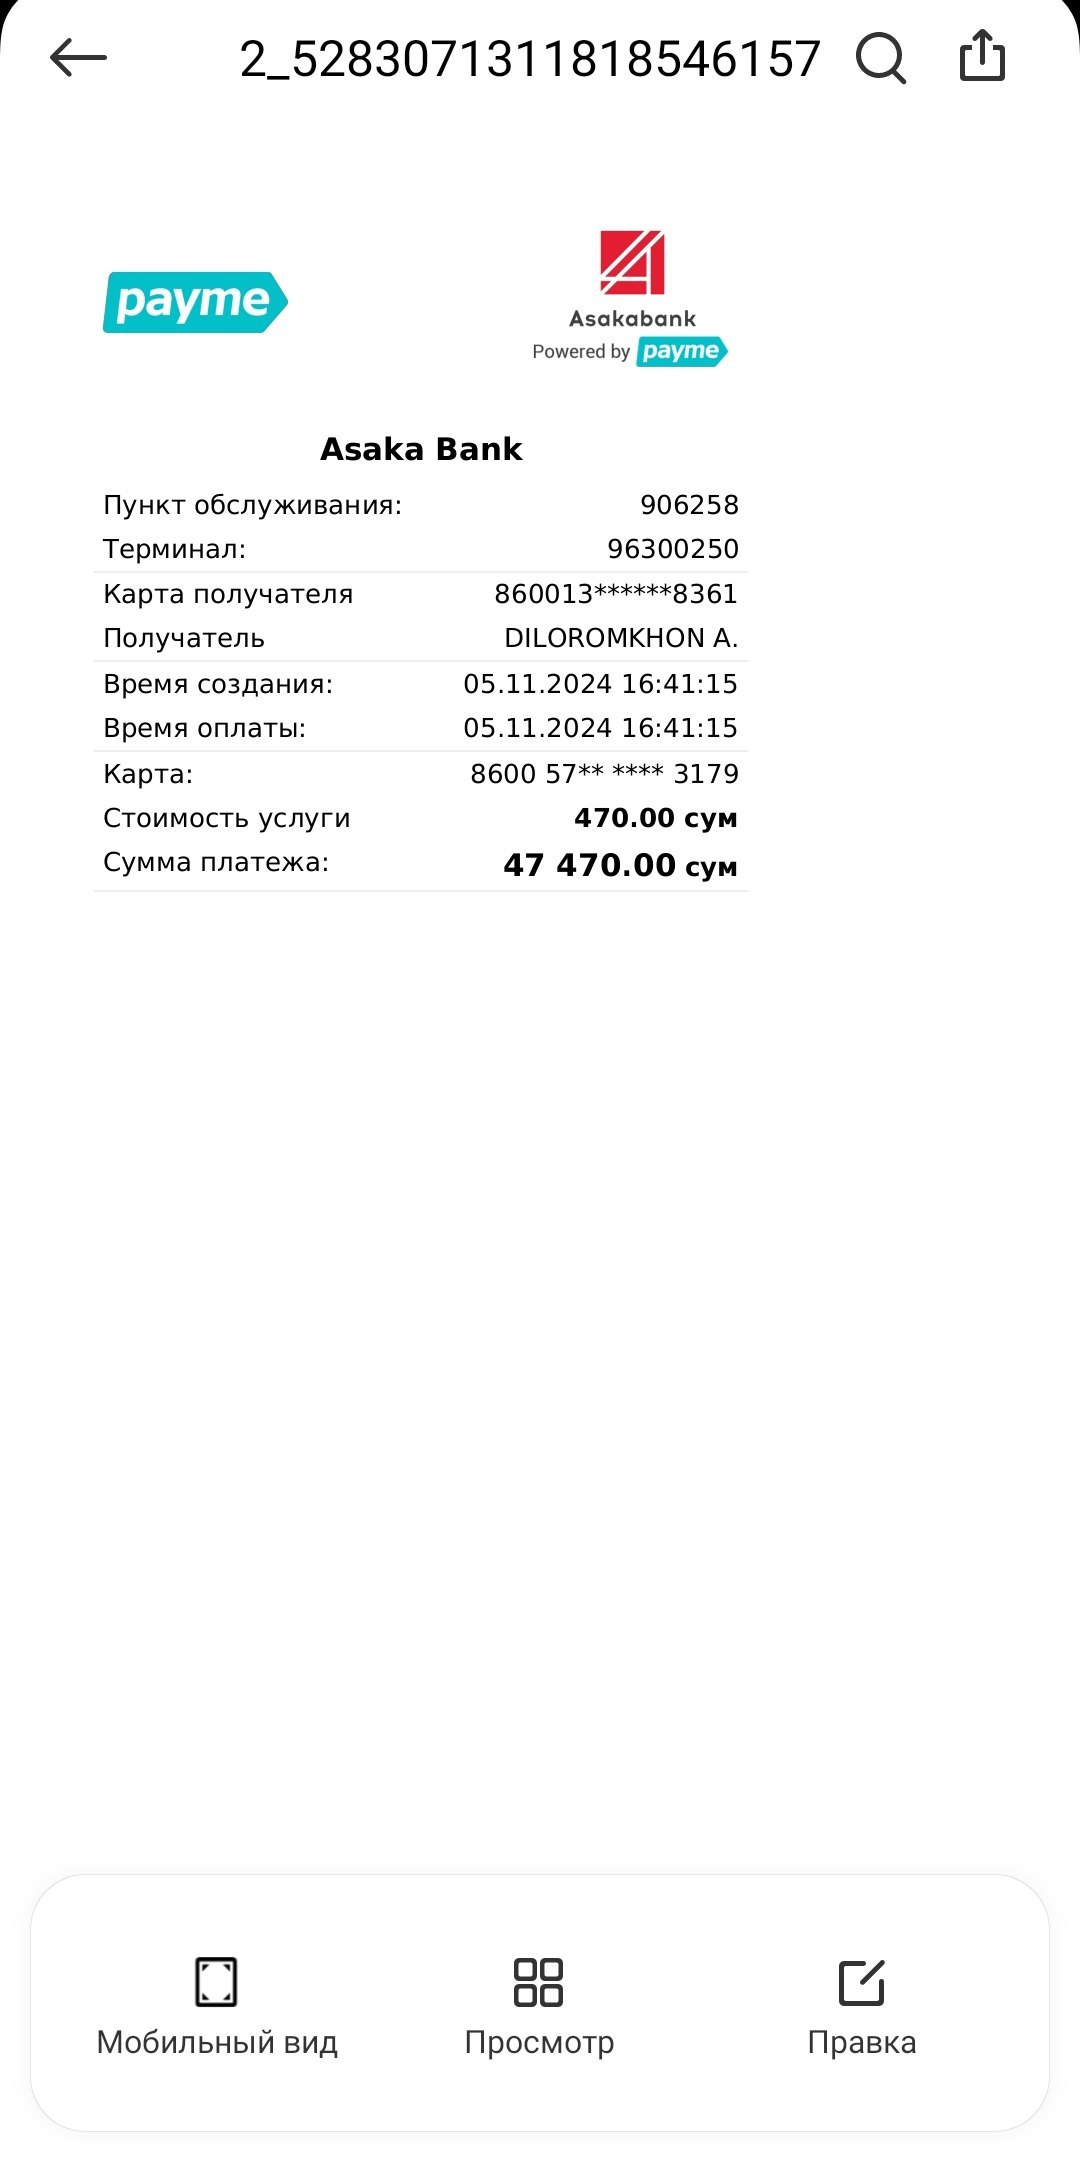 2_5283071311818546157
payme
Asakabank
Powered by payme
Asaka Bank
Пункт обслуживания: 906258
Терминал: 96300250
Карта получателя 860013******8361
Получатель DILOROMKHON A.
Время создания: 05.11.2024 16:41:15
Время оплаты: 05.11.2024 16:41:15
Карта: 8600 57** **** 3179
Стоимость услуги 470.00 сум
Сумма платежа: 47 470.00 сум
Мобильный вид Просмотр Правка